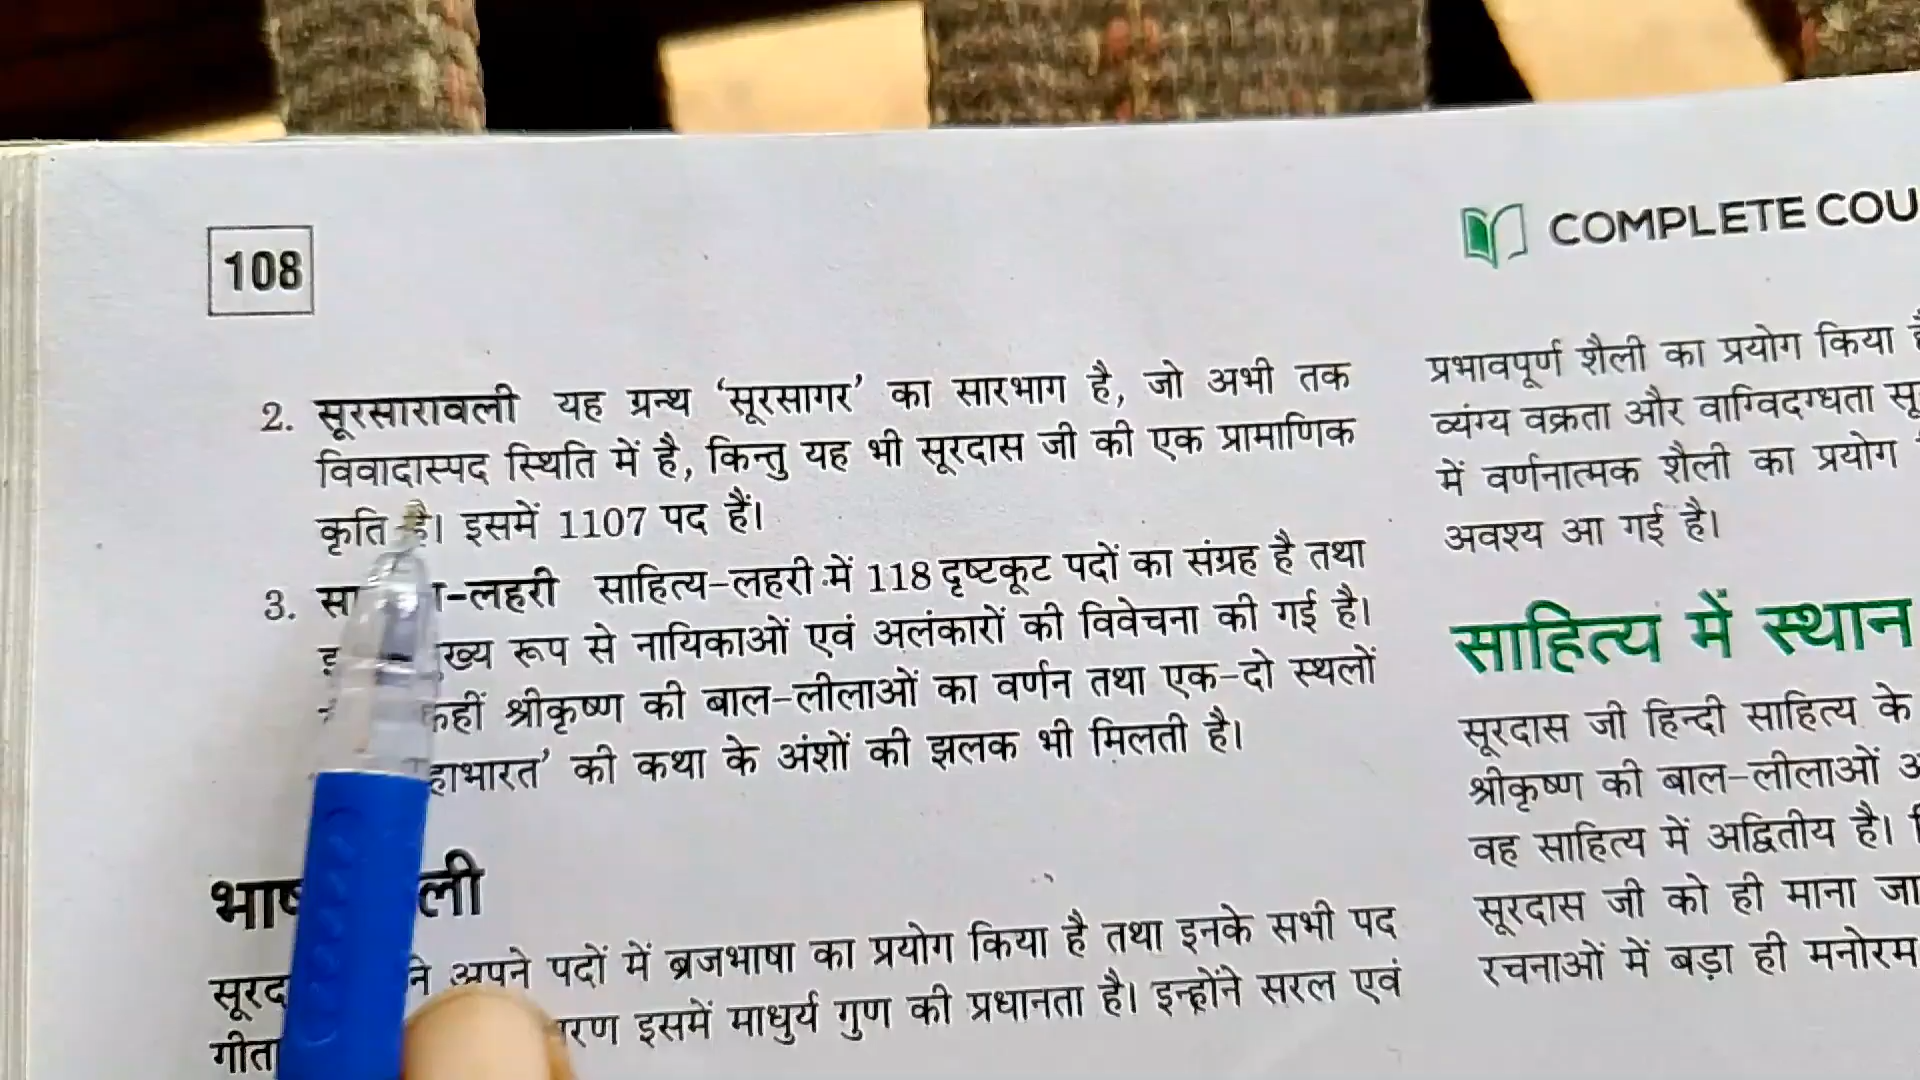 108
COMPLETE
2. सूरसारावली यह ग्रन्थ ‘सूरसागर’ का सारभाग है, जो अभी तक
विवादास्पद स्थिति में है, किन्तु यह भी सूरदास जी की एक प्रामाणिक
कृति है। इसमें 1107 पद हैं।
3. -लहरी साहित्य-लहरी में 118 दृष्टकूट पदों का संग्रह है तथा
रूप से नायिकाओं एवं अलंकारों की विवेचना की गई है।
श्रीकृष्ण की बाल-लीलाओं का वर्णन तथा एक-दो स्थलों
की कथा के अंशों की झलक भी मिलती है।
अपने पदों में ब्रजभाषा का प्रयोग किया है तथा इनके सभी पद
इसमें माधुर्य गुण की प्रधानता है। इन्होंने सरल एवं
प्रभावपूर्ण शैली का प्रयोग किया
व्यंग्य वक्रता और वाग्विदग्धता
में वर्णनात्मक शैली का प्रयोग
अवश्य आ गई है।
साहित्य में स्थान
सूरदास जी हिन्दी साहित्य के
श्रीकृष्ण की बाल-लीलाओं
वह साहित्य में अद्वितीय है।
सूरदास जी को ही माना
रचनाओं में बड़ा ही मनोरम